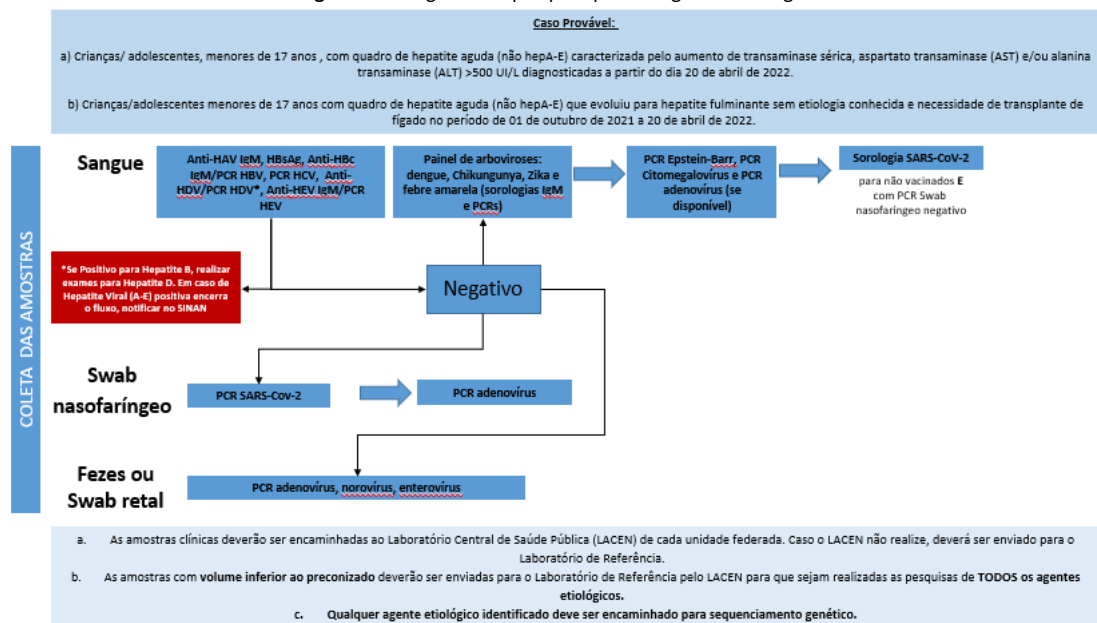 Caso Provável:
a) Crianças/ adolescentes, menores de 17 anos , com quadro de hepatite aguda (não hepA-E) caracterizada pelo aumento de transaminase sérica, aspartato transaminase (AST) e/ou alanina
transaminase (ALT) >500 UI/L diagnosticadas a partir do dia 20 de abril de 2022.
b) Crianças/adolescentes menores de 17 anos com quadro de hepatite aguda (não hepA-E) que evoluiu para hepatite fulminante sem etiologia conhecida e necessidade de transplante de
fígado no período de 01 de outubro de 2021 a 20 de abril de 2022.
COLETA DAS AMOSTRAS
Sangue
Anti-HAV IgM, HBsAg, Anti-HBc
IgM/PCR HBV, PCR HCV, Anti-
HDV/PCR HDV*, Anti-HEV IgM/PCR
HEV
Painel de arboviroses:
dengue, Chikungunya, Zika e
febre amarela (sorologias IgM
e PCRs)
PCR Epstein-Barr, PCR
Citomegalovírus e PCR
adenovírus (se
disponível)
Sorologia SARS-CoV-2
para não vacinados E
com PCR Swab
nasofaríngeo negativo
*Se Positivo para Hepatite B, realizar
exames para Hepatite D. Em caso de
Hepatite Viral (A-E) positiva encerra
o fluxo, notificar no SINAN
Negativo
Swab
nasofaríngeo
PCR SARS-Cov-2
PCR adenovírus
Fezes ou
Swab retal
PCR adenovírus, norovírus, enterovírus
a. As amostras clínicas deverão ser encaminhadas ao Laboratório Central de Saúde Pública (LACEN) de cada unidade federada. Caso o LACEN não realize, deverá ser enviado para o
Laboratório de Referência.
b. As amostras com volume inferior ao preconizado deverão ser enviadas para o Laboratório de Referência pelo LACEN para que sejam realizadas as pesquisas de TODOS os agentes
etiológicos.
c. Qualquer agente etiológico identificado deve ser encaminhado para sequenciamento genético.